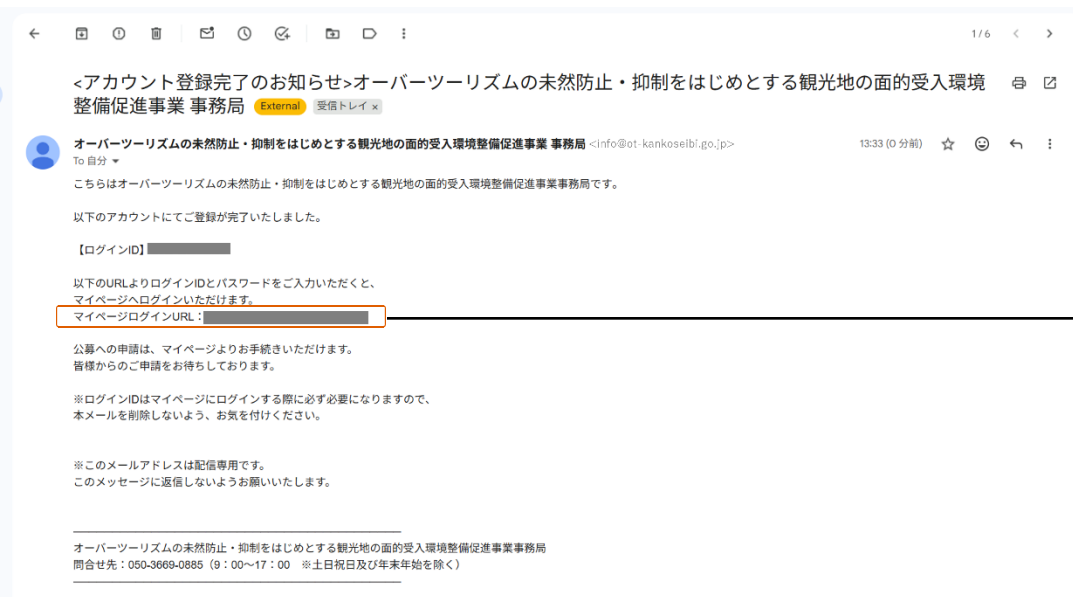 1 / 6
<アカウント登録完了のお知らせ>オーバーツーリズムの未然防止・抑制をはじめとする観光地の面的受入環境
整備促進事業 事務局 External 受信トレイ ×
オーバーツーリズムの未然防止・抑制をはじめとする観光地の面的受入環境整備促進事業 事務局 <info@ot-kankoseibi.go.jp> 13:33 (0 分前)
To 自分
こちらはオーバーツーリズムの未然防止・抑制をはじめとする観光地の面的受入環境整備促進事業事務局です。
以下のアカウントにてご登録が完了いたしました。
【ログインID】
以下のURLよりログインIDとパスワードをご入力いただくと、
マイページへログインいただけます。
マイページログインURL：
公募への申請は、マイページよりお手続きいただけます。
皆様からのご申請をお待ちしております。
※ログインIDはマイページにログインする際に必ず必要になりますので、
本メールを削除しないよう、お気を付けください。
※このメールアドレスは配信専用です。
このメッセージに返信しないようお願いいたします。
オーバーツーリズムの未然防止・抑制をはじめとする観光地の面的受入環境整備促進事業事務局
問合せ先：050-3669-0885（9：00～17：00　※土日祝日及び年末年始を除く）